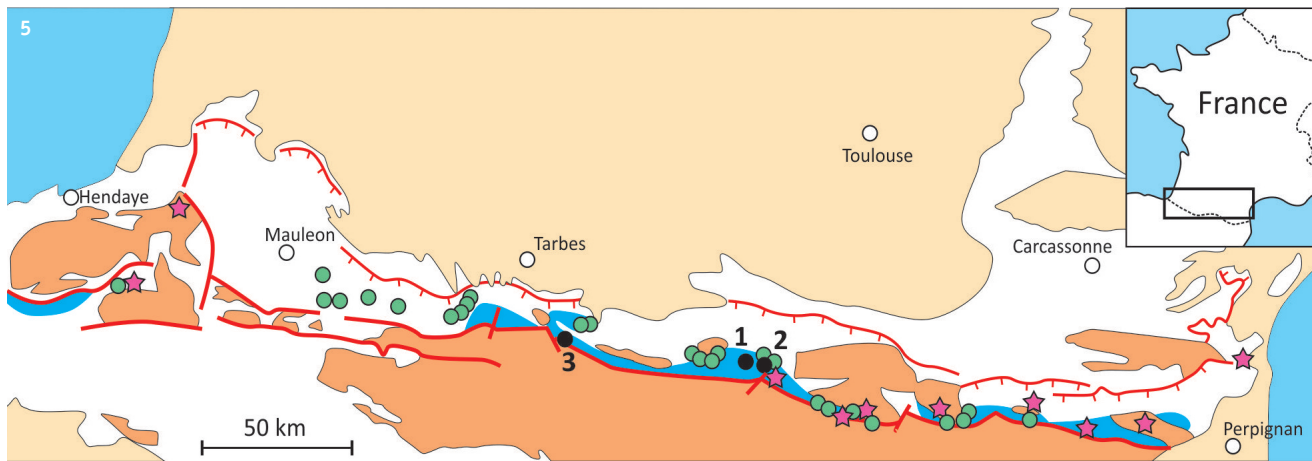 5
France
Toulouse
Hendaye
Mauleon
Tarbes
Carcassonne
1
2
3
50 km
Perpignan